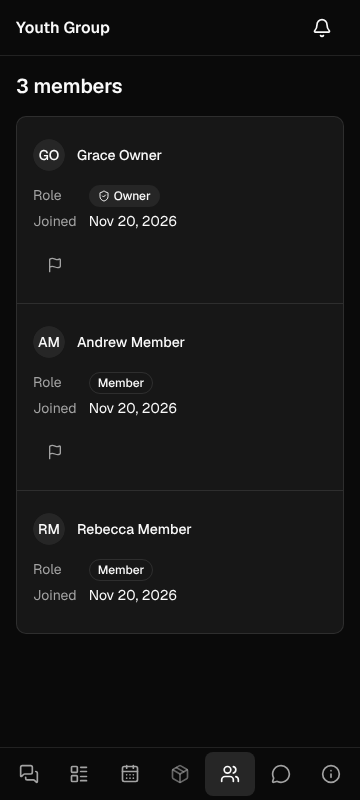 Youth Group
3 members
GO Grace Owner
Role Owner
Joined Nov 20, 2026
AM Andrew Member
Role Member
Joined Nov 20, 2026
RM Rebecca Member
Role Member
Joined Nov 20, 2026